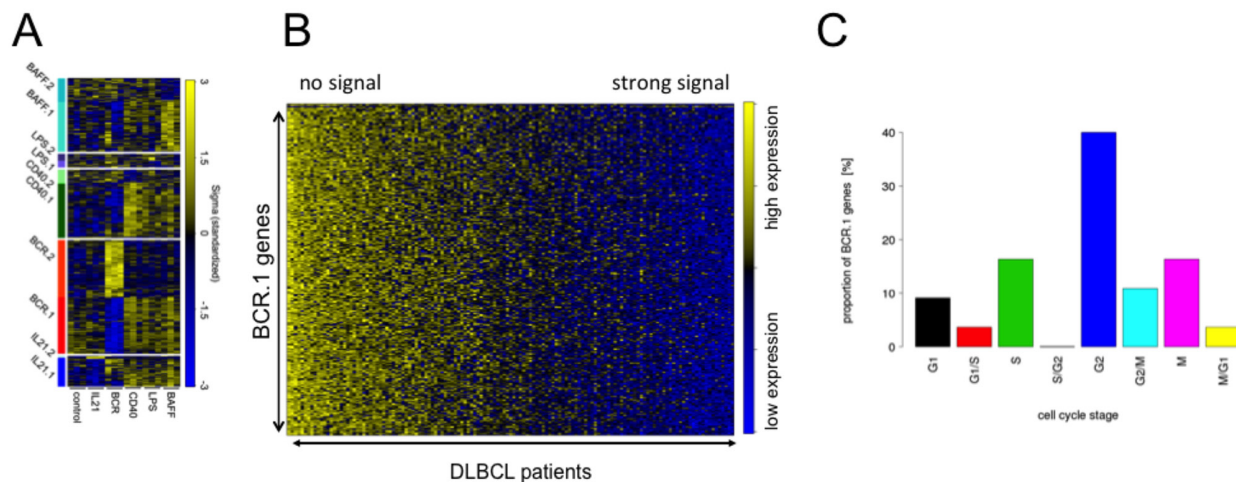 A
BAFF.2
BAFF.1
LPS.2
LPS.1
CD40.2
CD40.1
BCR.2
BCR.1
IL21.2
IL21.1
control
IL21
BCR
CD40
LPS
BAFF
3
1.5
0
-1.5
-3
Sigma (standardized)
B
no signal
strong signal
BCR.1 genes
DLBCL patients
high expression
low expression
C
proportion of BCR.1 genes [%]
40
30
20
10
0
G1
G1/S
S
S/G2
G2
G2/M
M
M/G1
cell cycle stage